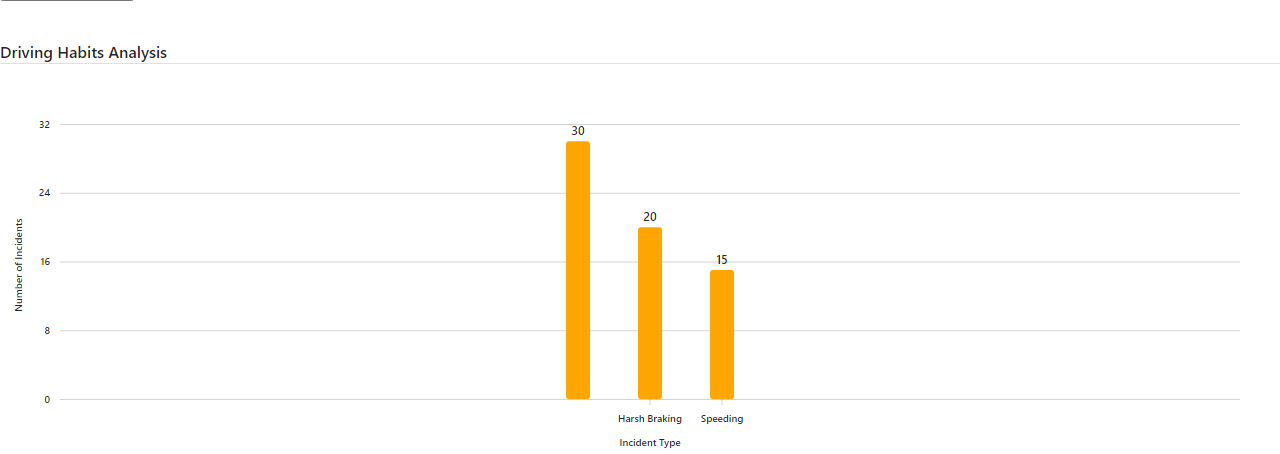 Driving Habits Analysis
32
30
24
20
16
15
8
0
Number of Incidents
Harsh Braking Speeding
Incident Type